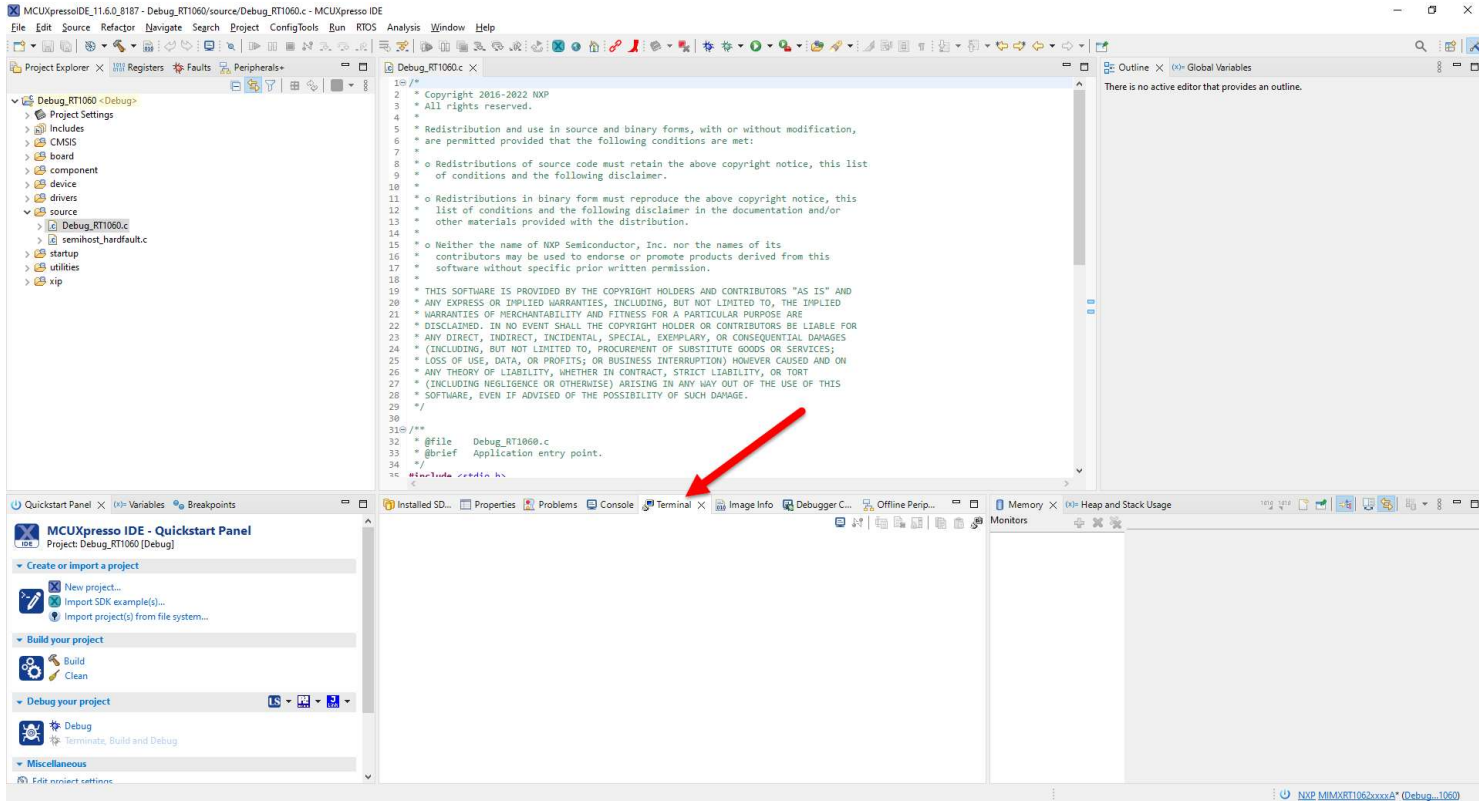 MCUXpressoIDE_11.6.0_8187 - Debug_RT1060/source/Debug_RT1060.c - MCUXpresso IDE
File Edit Source Refactor Navigate Search Project ConfigTools Run RTOS Analysis Window Help
Project Explorer Registers Faults Peripherals+
Debug_RT1060 <Debug>
Project Settings
Includes
CMSIS
board
component
device
drivers
source
Debug_RT1060.c
semihost_hardfault.c
startup
utilities
xip
Debug_RT1060.c
1 /*
2 * Copyright 2016-2022 NXP
3 * All rights reserved.
4 *
5 * Redistribution and use in source and binary forms, with or without modification,
6 * are permitted provided that the following conditions are met:
7 *
8 * o Redistributions of source code must retain the above copyright notice, this list
9 * of conditions and the following disclaimer.
10 *
11 * o Redistributions in binary form must reproduce the above copyright notice, this
12 * list of conditions and the following disclaimer in the documentation and/or
13 * other materials provided with the distribution.
14 *
15 * o Neither the name of NXP Semiconductor, Inc. nor the names of its
16 * contributors may be used to endorse or promote products derived from this
17 * software without specific prior written permission.
18 *
19 * THIS SOFTWARE IS PROVIDED BY THE COPYRIGHT HOLDERS AND CONTRIBUTORS "AS IS" AND
20 * ANY EXPRESS OR IMPLIED WARRANTIES, INCLUDING, BUT NOT LIMITED TO, THE IMPLIED
21 * WARRANTIES OF MERCHANTABILITY AND FITNESS FOR A PARTICULAR PURPOSE ARE
22 * DISCLAIMED. IN NO EVENT SHALL THE COPYRIGHT HOLDER OR CONTRIBUTORS BE LIABLE FOR
23 * ANY DIRECT, INDIRECT, INCIDENTAL, SPECIAL, EXEMPLARY, OR CONSEQUENTIAL DAMAGES
24 * (INCLUDING, BUT NOT LIMITED TO, PROCUREMENT OF SUBSTITUTE GOODS OR SERVICES;
25 * LOSS OF USE, DATA, OR PROFITS; OR BUSINESS INTERRUPTION) HOWEVER CAUSED AND ON
26 * ANY THEORY OF LIABILITY, WHETHER IN CONTRACT, STRICT LIABILITY, OR TORT
27 * (INCLUDING NEGLIGENCE OR OTHERWISE) ARISING IN ANY WAY OUT OF THE USE OF THIS
28 * SOFTWARE, EVEN IF ADVISED OF THE POSSIBILITY OF SUCH DAMAGE.
29 */
30
31 /**
32 * @file Debug_RT1060.c
33 * @brief Application entry point.
34 */
35 #include <stdio.h>
Outline Global Variables
There is no active editor that provides an outline.
Quickstart Panel Variables Breakpoints
MCUXpresso IDE - Quickstart Panel
Project: Debug_RT1060 [Debug]
Create or import a project
New project...
Import SDK example(s)...
Import project(s) from file system...
Build your project
Build
Clean
Debug your project
Debug
Terminate, Build and Debug
Miscellaneous
Edit project settings
Installed SD... Properties Problems Console Terminal Image Info Debugger C... Offline Perip...
Memory Heap and Stack Usage
Monitors
NXP MIMXRT1062xxxxA* (Debug...1060)